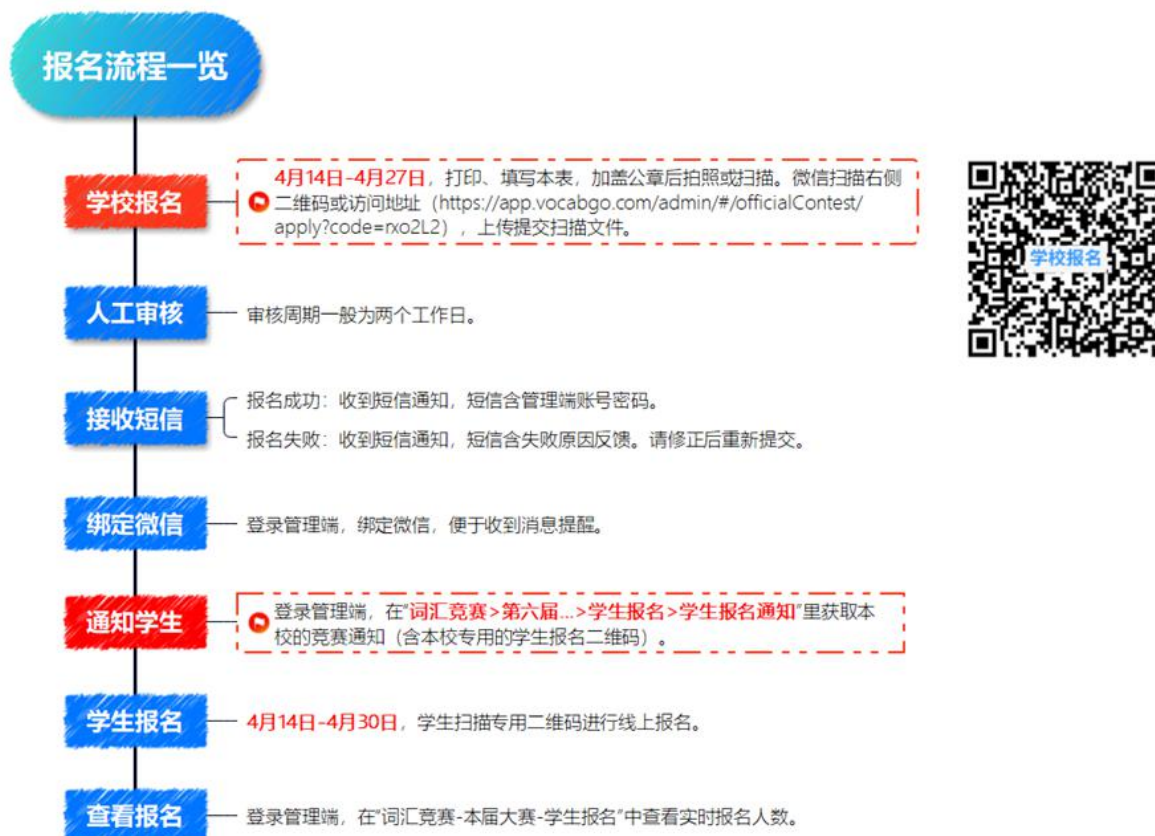 报名流程一览
学校报名
4月14日-4月27日，打印、填写本表，加盖公章后拍照或扫描。微信扫描右侧
二维码或访问地址（https://app.vocabgo.com/admin/#/officialContest/
apply?code=rxo2L2），上传提交扫描文件。
学校报名
人工审核
审核周期一般为两个工作日。
接收短信
报名成功：收到短信通知，短信含管理端账号密码。
报名失败：收到短信通知，短信含失败原因反馈。请修正后重新提交。
绑定微信
登录管理端，绑定微信，便于收到消息提醒。
通知学生
登录管理端，在“词汇竞赛>第六届...>学生报名>学生报名通知”里获取本
校的竞赛通知（含本校专用的学生报名二维码）。
学生报名
4月14日-4月30日，学生扫描专用二维码进行线上报名。
查看报名
登录管理端，在“词汇竞赛-本届大赛-学生报名”中查看实时报名人数。